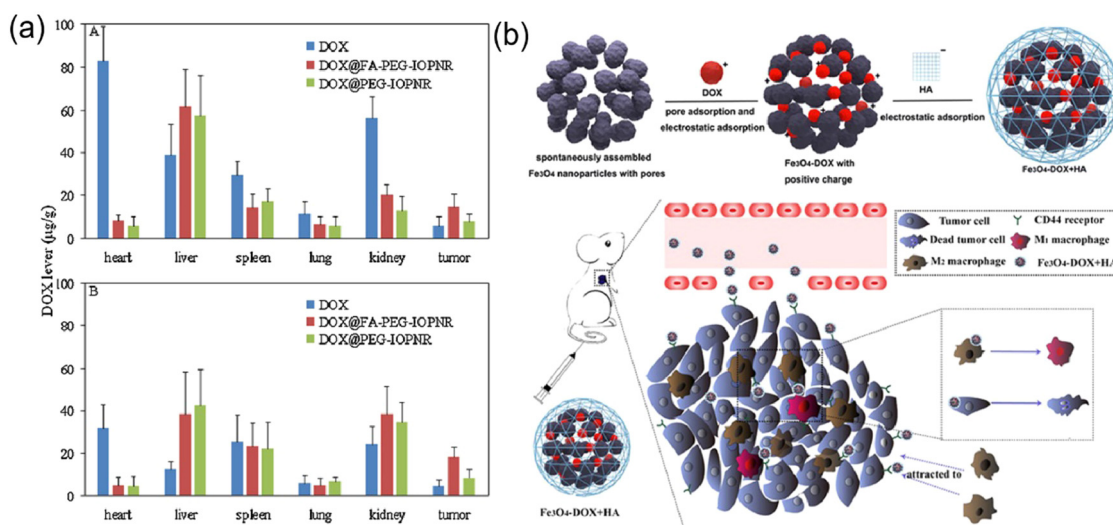 (a)
A
DOX
DOX@FA-PEG-IOPNR
DOX@PEG-IOPNR
100
80
60
40
20
0
heart liver spleen lung kidney tumor
DOX lever (μg/g)
B
DOX
DOX@FA-PEG-IOPNR
DOX@PEG-IOPNR
100
80
60
40
20
0
heart liver spleen lung kidney tumor
(b)
spontaneously assembled
Fe3O4 nanoparticles with pores
+
DOX
pore adsorption and
electrostatic adsorption
+ + + + + + +
Fe3O4-DOX with
positive charge
−
HA
electrostatic adsorption
Fe3O4-DOX+HA
Tumor cell
CD44 receptor
Dead tumor cell
M1 macrophage
M2 macrophage
Fe3O4-DOX+HA
attracted to
Fe3O4-DOX+HA